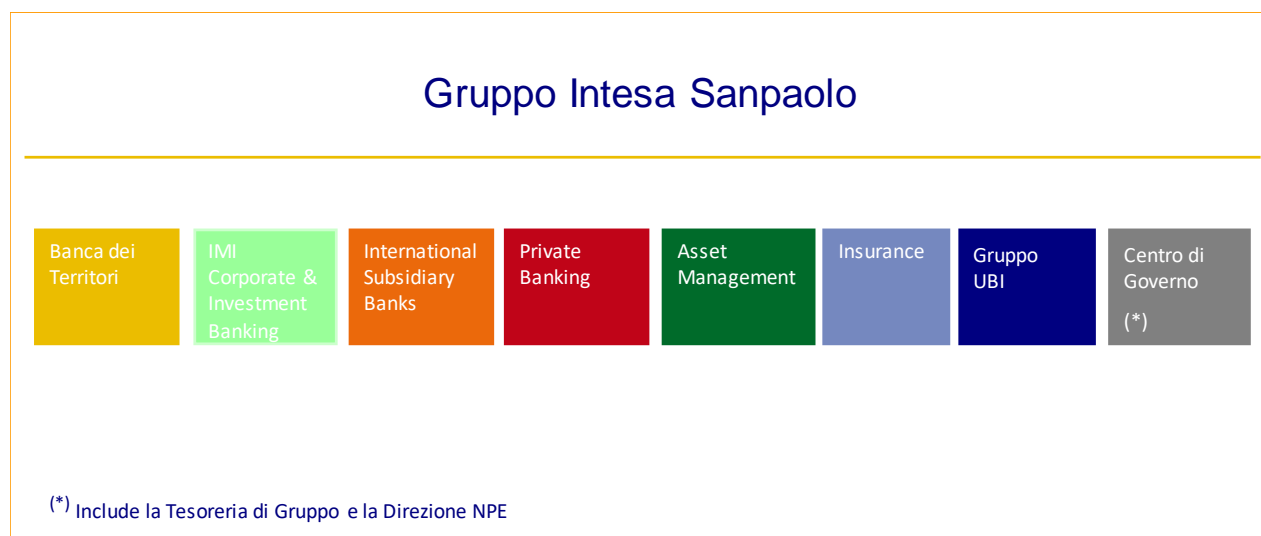 Gruppo Intesa Sanpaolo
Banca dei
Territori
IMI
Corporate &
Investment
Banking
International
Subsidiary
Banks
Private
Banking
Asset
Management
Insurance
Gruppo
UBI
Centro di
Governo
(*)
(*) Include la Tesoreria di Gruppo e la Direzione NPE